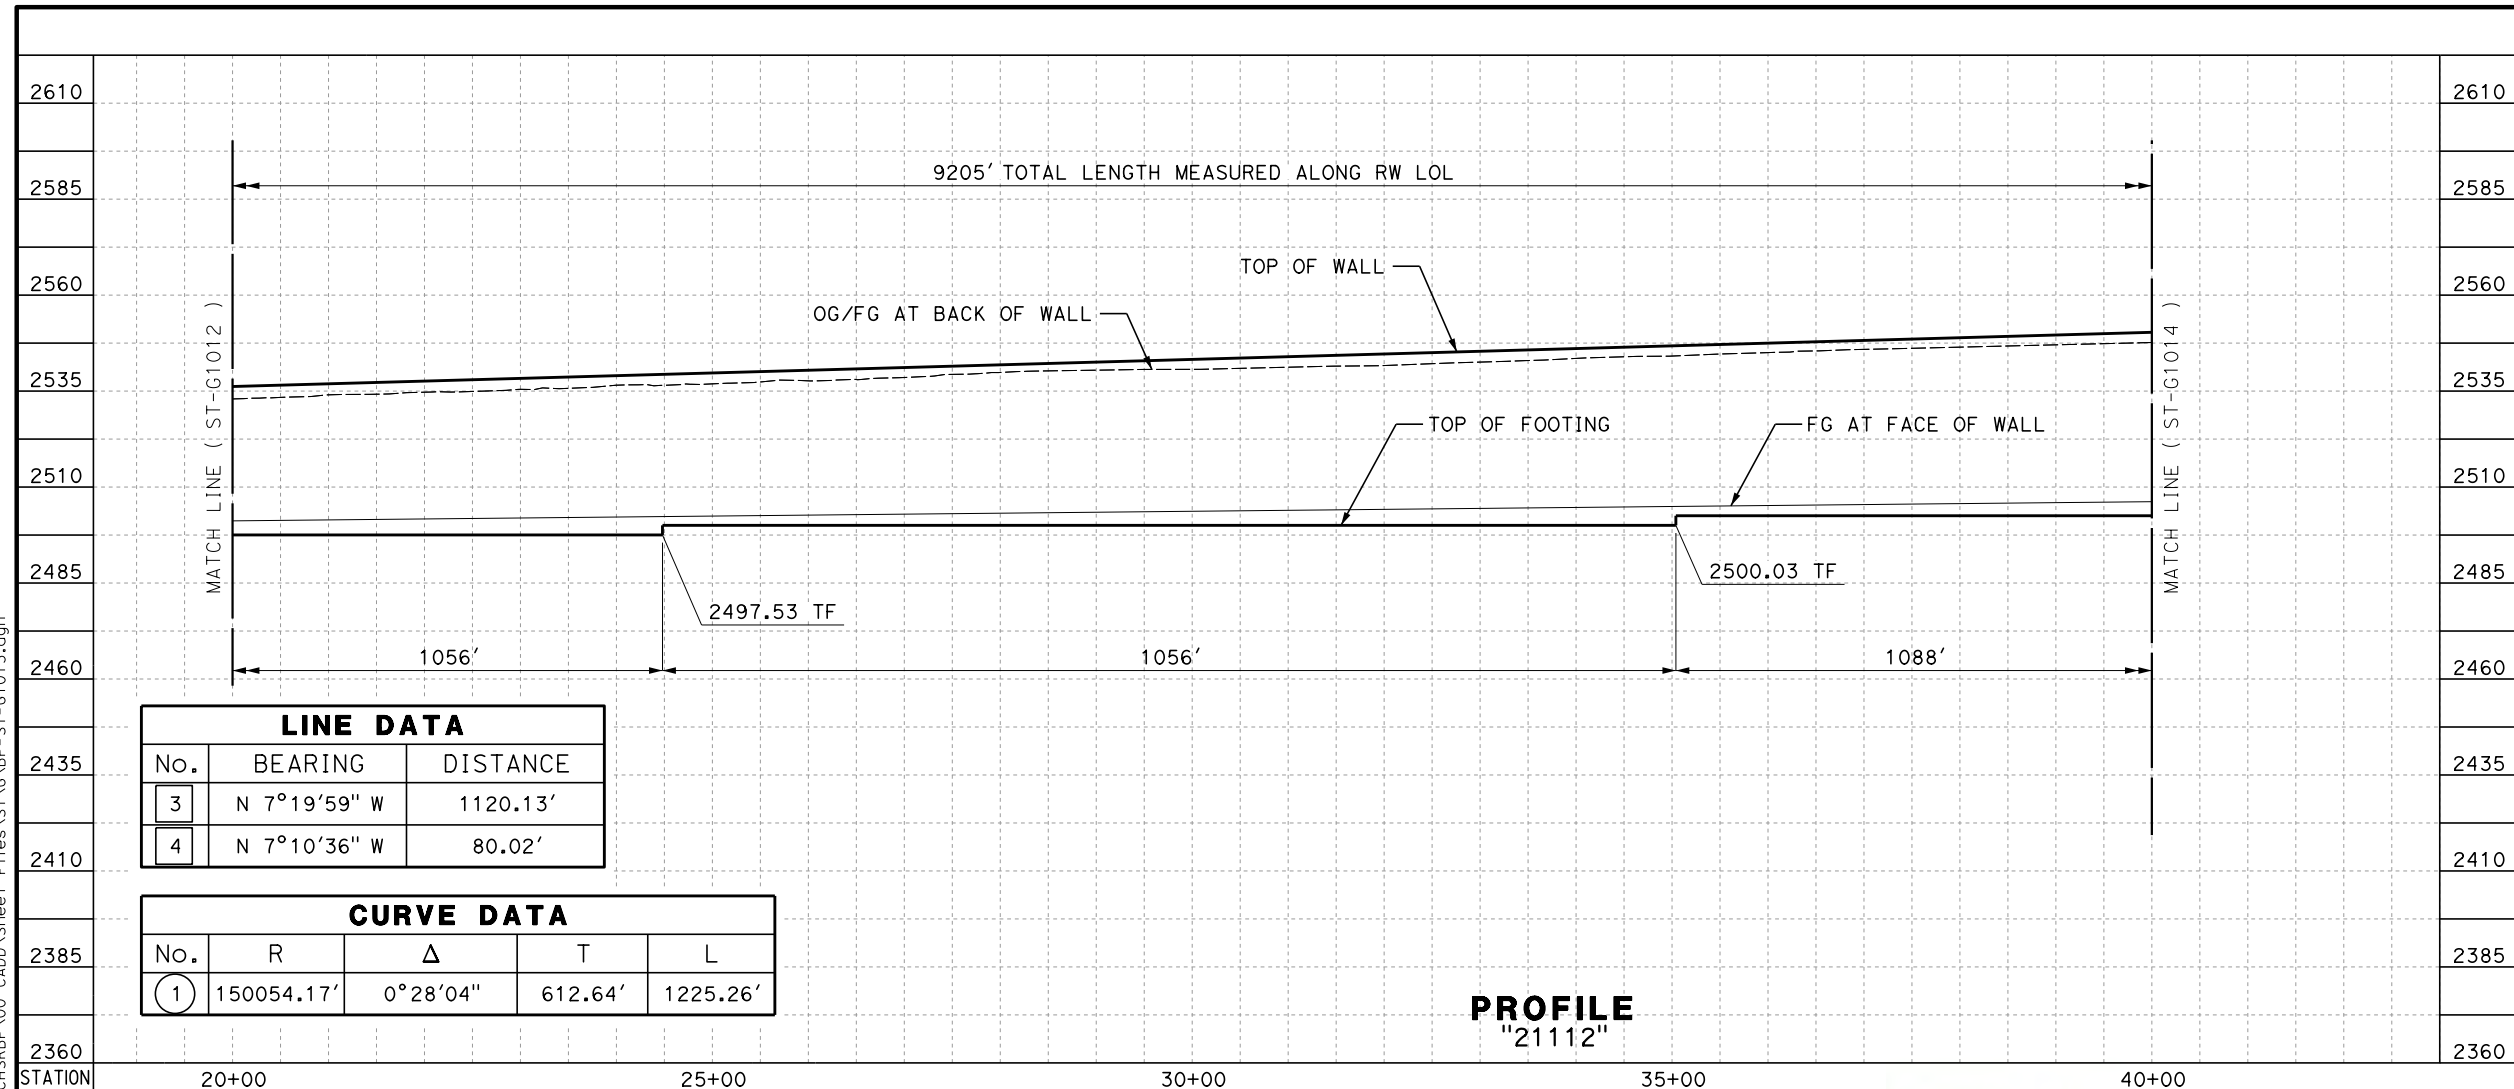 2610 2610
9205' TOTAL LENGTH MEASURED ALONG RW LOL
2585 2585
TOP OF WALL
2560 2560
OG/FG AT BACK OF WALL
MATCH LINE ( ST-G1012 )
MATCH LINE ( ST-G1014 )
2535 2535
TOP OF FOOTING
FG AT FACE OF WALL
2510 2510
2500.03 TF
2485 2485
2497.53 TF
1056' 1056' 1088'
2460 2460
LINE DATA
No. BEARING DISTANCE
3 N 7°19'59" W 1120.13'
4 N 7°10'36" W 80.02'
2435 2435
2410 2410
CURVE DATA
No. R Δ T L
1 150054.17' 0°28'04" 612.64' 1225.26'
2385 2385
PROFILE
"21112"
2360 2360
STATION 20+00 25+00 30+00 35+00 40+00